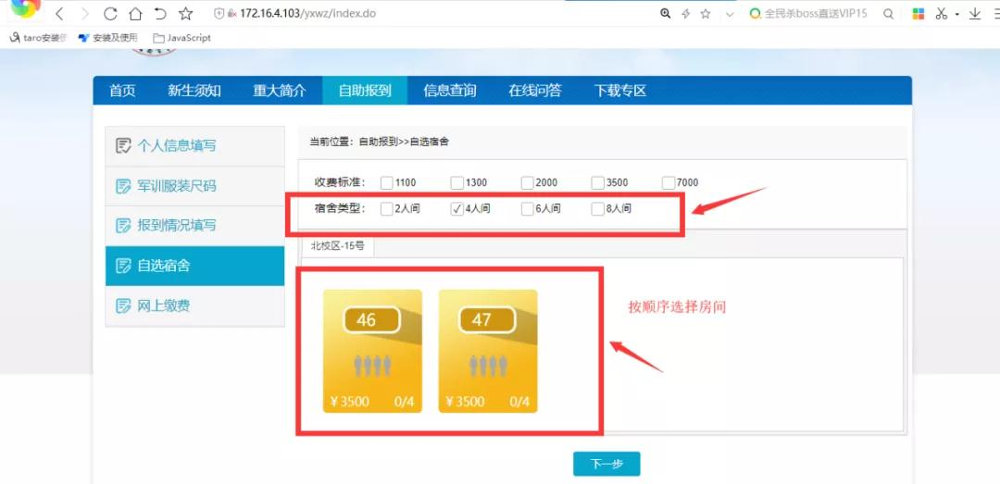 172.16.4.103/yxwz/index.do
全民杀boss直送VIP15
taro安装使 安装及使用 JavaScript
首页 新生须知 重大简介 自助报到 信息查询 在线问答 下载专区
个人信息填写
军训服装尺码
报到情况填写
自选宿舍
网上缴费
当前位置：自助报到>>自选宿舍
收费标准： 1100 1300 2000 3500 7000
宿舍类型： 2人间 4人间 6人间 8人间
北校区-15号
46 47
￥3500 0/4 ￥3500 0/4
按顺序选择房间
下一步